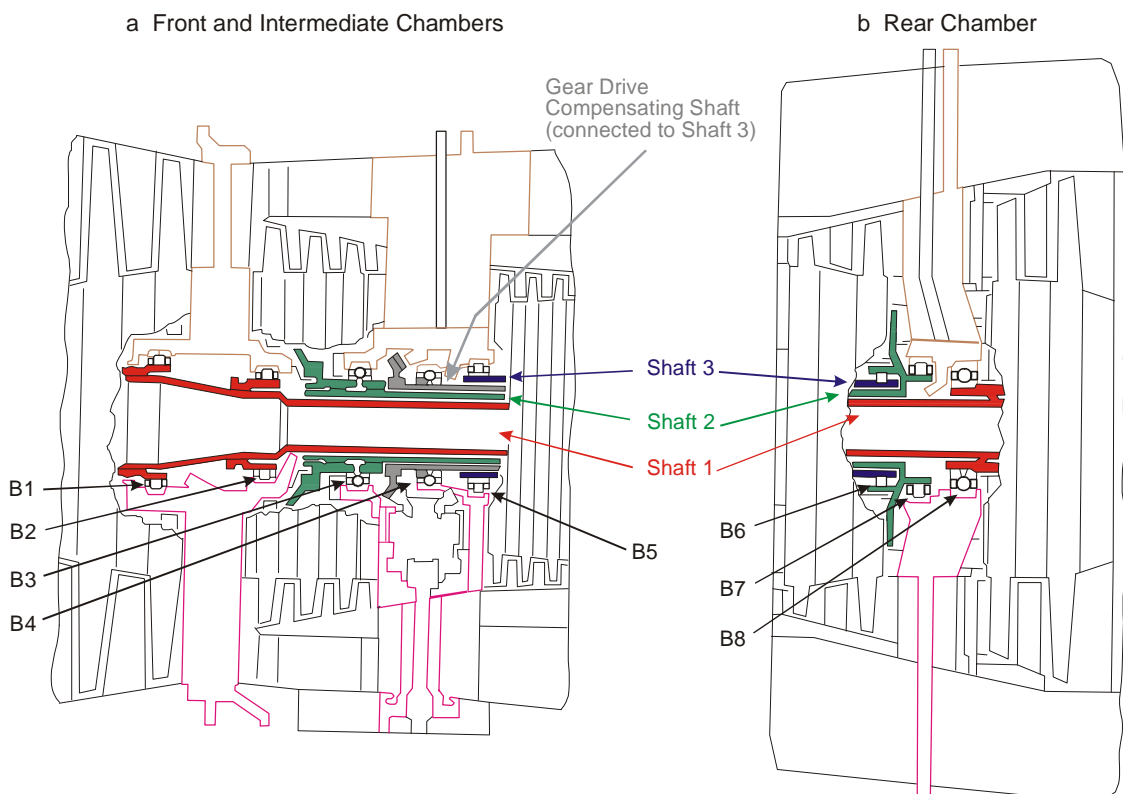 a Front and Intermediate Chambers
b Rear Chamber
Gear Drive
Compensating Shaft
(connected to Shaft 3)
Shaft 3
Shaft 2
Shaft 1
B1
B2
B3
B4
B5
B6
B7
B8